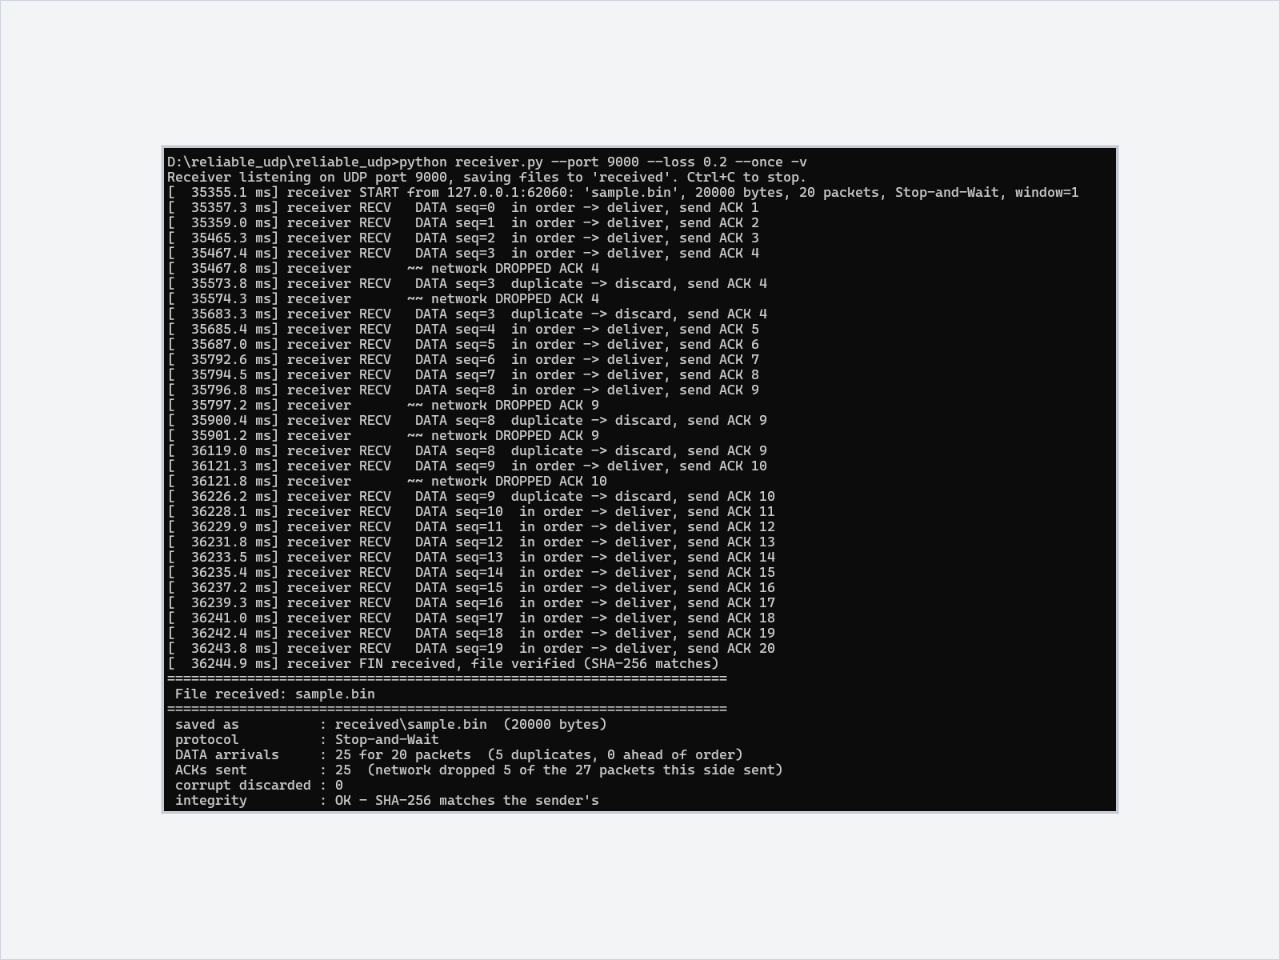 D:\reliable_udp\reliable_udp>python receiver.py --port 9000 --loss 0.2 --once -v
Receiver listening on UDP port 9000, saving files to 'received'. Ctrl+C to stop.
[  35355.1 ms] receiver START from 127.0.0.1:62060: 'sample.bin', 20000 bytes, 20 packets, Stop-and-Wait, window=1
[  35357.3 ms] receiver RECV   DATA seq=0  in order -> deliver, send ACK 1
[  35359.0 ms] receiver RECV   DATA seq=1  in order -> deliver, send ACK 2
[  35465.3 ms] receiver RECV   DATA seq=2  in order -> deliver, send ACK 3
[  35467.4 ms] receiver RECV   DATA seq=3  in order -> deliver, send ACK 4
[  35467.8 ms] receiver       ~~ network DROPPED ACK 4
[  35573.8 ms] receiver RECV   DATA seq=3  duplicate -> discard, send ACK 4
[  35574.3 ms] receiver       ~~ network DROPPED ACK 4
[  35683.3 ms] receiver RECV   DATA seq=3  duplicate -> discard, send ACK 4
[  35685.4 ms] receiver RECV   DATA seq=4  in order -> deliver, send ACK 5
[  35687.0 ms] receiver RECV   DATA seq=5  in order -> deliver, send ACK 6
[  35792.6 ms] receiver RECV   DATA seq=6  in order -> deliver, send ACK 7
[  35794.5 ms] receiver RECV   DATA seq=7  in order -> deliver, send ACK 8
[  35796.8 ms] receiver RECV   DATA seq=8  in order -> deliver, send ACK 9
[  35797.2 ms] receiver       ~~ network DROPPED ACK 9
[  35900.4 ms] receiver RECV   DATA seq=8  duplicate -> discard, send ACK 9
[  35901.2 ms] receiver       ~~ network DROPPED ACK 9
[  36119.0 ms] receiver RECV   DATA seq=8  duplicate -> discard, send ACK 9
[  36121.3 ms] receiver RECV   DATA seq=9  in order -> deliver, send ACK 10
[  36121.8 ms] receiver       ~~ network DROPPED ACK 10
[  36226.2 ms] receiver RECV   DATA seq=9  duplicate -> discard, send ACK 10
[  36228.1 ms] receiver RECV   DATA seq=10  in order -> deliver, send ACK 11
[  36229.9 ms] receiver RECV   DATA seq=11  in order -> deliver, send ACK 12
[  36231.8 ms] receiver RECV   DATA seq=12  in order -> deliver, send ACK 13
[  36233.5 ms] receiver RECV   DATA seq=13  in order -> deliver, send ACK 14
[  36235.4 ms] receiver RECV   DATA seq=14  in order -> deliver, send ACK 15
[  36237.2 ms] receiver RECV   DATA seq=15  in order -> deliver, send ACK 16
[  36239.3 ms] receiver RECV   DATA seq=16  in order -> deliver, send ACK 17
[  36241.0 ms] receiver RECV   DATA seq=17  in order -> deliver, send ACK 18
[  36242.4 ms] receiver RECV   DATA seq=18  in order -> deliver, send ACK 19
[  36243.8 ms] receiver RECV   DATA seq=19  in order -> deliver, send ACK 20
[  36244.9 ms] receiver FIN received, file verified (SHA-256 matches)
======================================================================
 File received: sample.bin
======================================================================
 saved as          : received\sample.bin  (20000 bytes)
 protocol          : Stop-and-Wait
 DATA arrivals     : 25 for 20 packets  (5 duplicates, 0 ahead of order)
 ACKs sent         : 25  (network dropped 5 of the 27 packets this side sent)
 corrupt discarded : 0
 integrity         : OK - SHA-256 matches the sender's